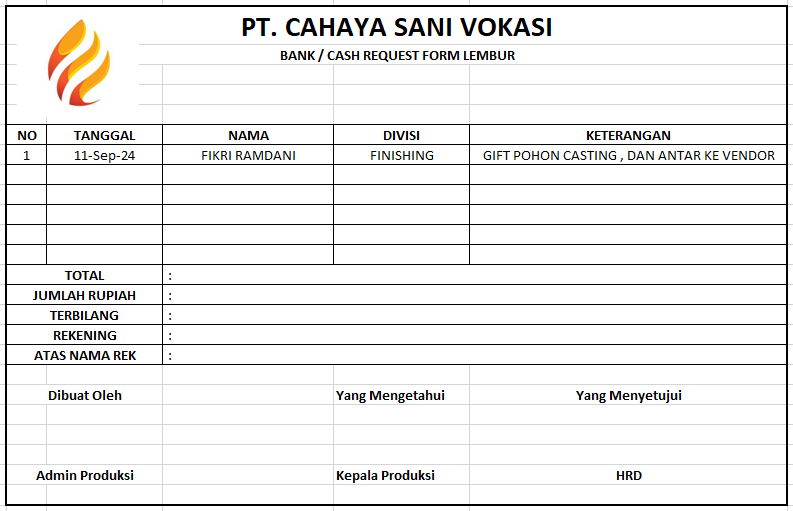 PT. CAHAYA SANI VOKASI
BANK / CASH REQUEST FORM LEMBUR
NO TANGGAL NAMA DIVISI KETERANGAN
1 11-Sep-24 FIKRI RAMDANI FINISHING GIFT POHON CASTING , DAN ANTAR KE VENDOR
TOTAL :
JUMLAH RUPIAH :
TERBILANG :
REKENING :
ATAS NAMA REK :
Dibuat Oleh Yang Mengetahui Yang Menyetujui
Admin Produksi Kepala Produksi HRD